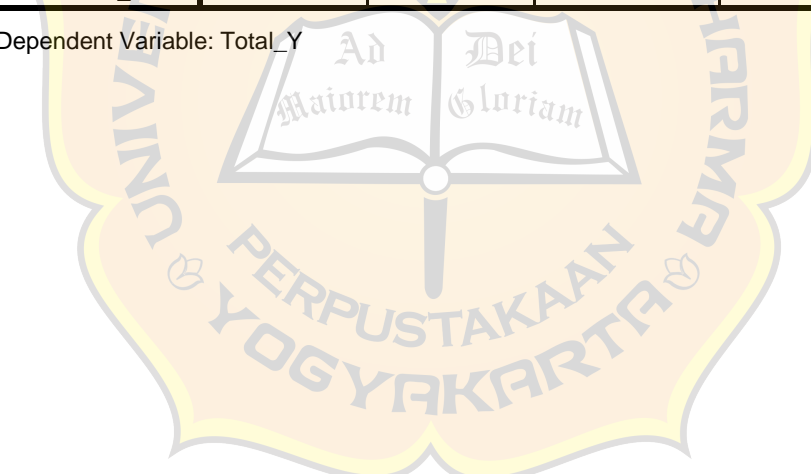 Dependent Variable: Total_Y
Ad Dei
Maiorem Gloriam
PERPUSTAKAAN
YOGYAKARTA